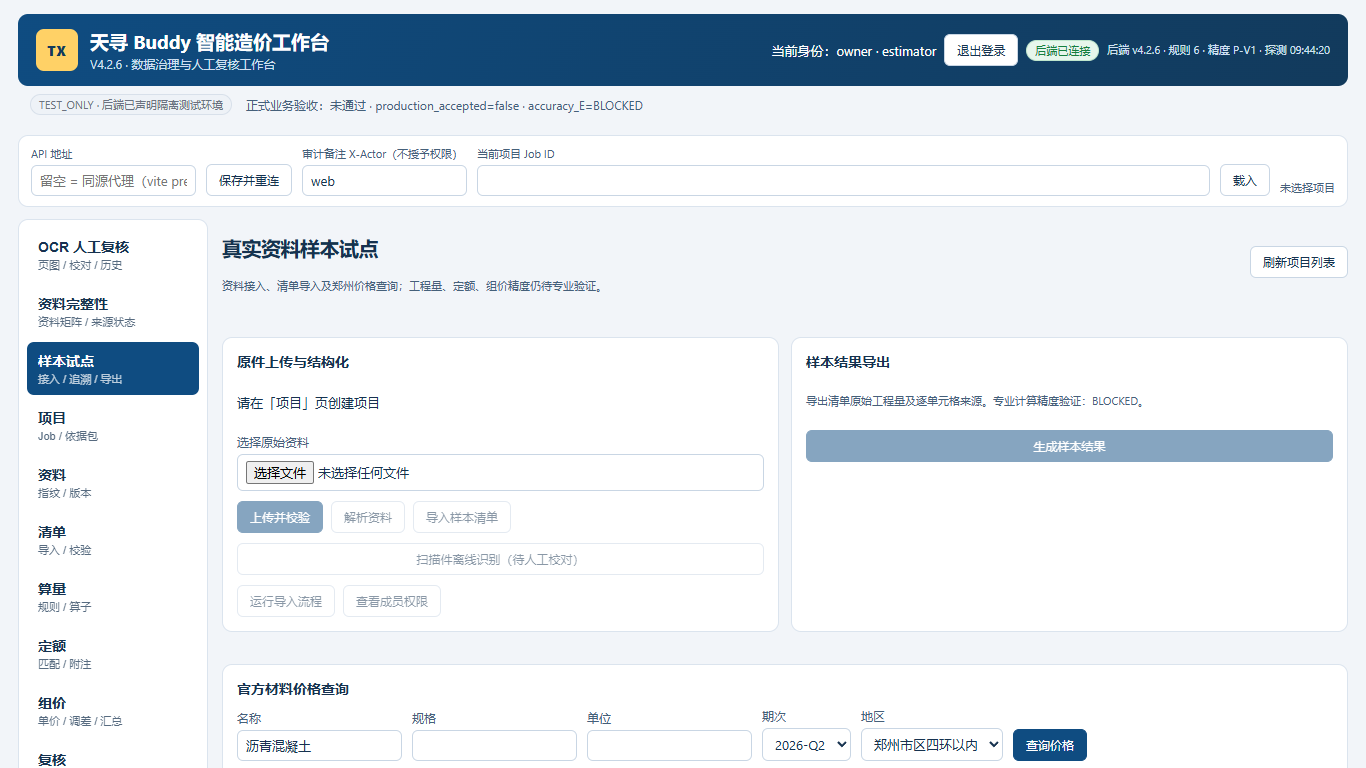 TX
天寻 Buddy 智能造价工作台
V4.2.6 · 数据治理与人工复核工作台
当前身份：owner · estimator
退出登录
后端已连接
后端 v4.2.6 · 规则 6 · 精度 P-V1 · 探测 09:44:20
TEST_ONLY · 后端已声明隔离测试环境
正式业务验收：未通过 · production_accepted=false · accuracy_E=BLOCKED
API 地址
留空 = 同源代理（vite pre
保存并重连
审计备注 X-Actor（不授予权限）
web
当前项目 Job ID
载入
未选择项目
OCR 人工复核
页图 / 校对 / 历史
资料完整性
资料矩阵 / 来源状态
样本试点
接入 / 追溯 / 导出
项目
Job / 依据包
资料
指纹 / 版本
清单
导入 / 校验
算量
规则 / 算子
定额
匹配 / 附注
组价
单价 / 调差 / 汇总
复核
真实资料样本试点
资料接入、清单导入及郑州价格查询；工程量、定额、组价精度仍待专业验证。
刷新项目列表
原件上传与结构化
请在「项目」页创建项目
选择原始资料
选择文件 未选择任何文件
上传并校验
解析资料
导入样本清单
扫描件离线识别（待人工校对）
运行导入流程
查看成员权限
样本结果导出
导出清单原始工程量及逐单元格来源。专业计算精度验证：BLOCKED。
生成样本结果
官方材料价格查询
名称
沥青混凝土
规格
单位
期次
2026-Q2
地区
郑州市区四环以内
查询价格